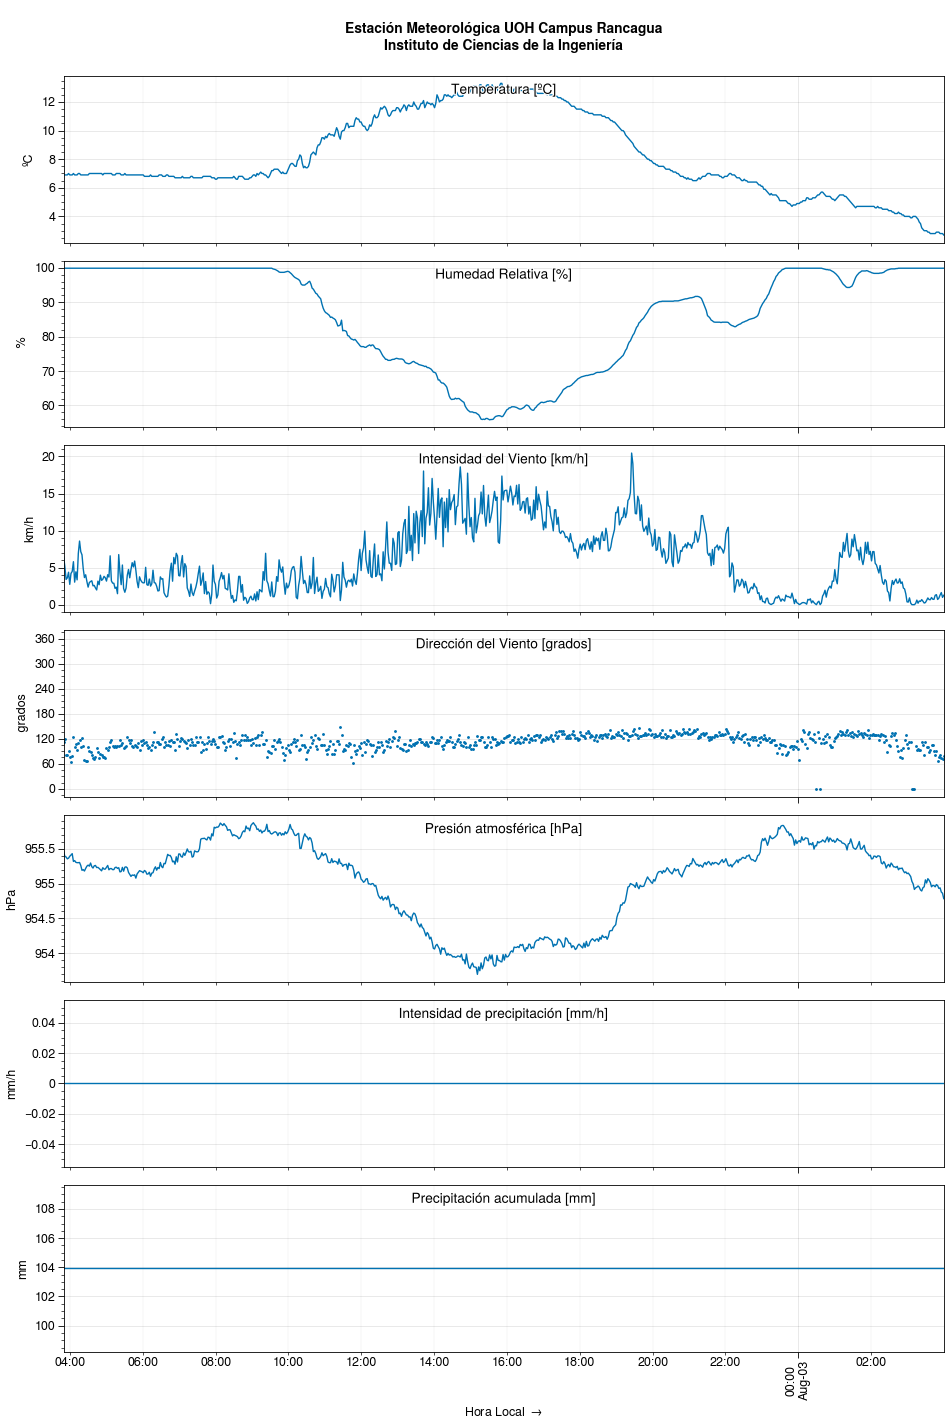 Estación Meteorológica UOH Campus Rancagua
Instituto de Ciencias de la Ingeniería
Temperatura [ºC]
12
10
8
6
4
ºC
Humedad Relativa [%]
100
90
80
70
60
%
Intensidad del Viento [km/h]
20
15
10
5
0
km/h
Dirección del Viento [grados]
360
300
240
180
120
60
0
grados
Presión atmosférica [hPa]
955.5
955
954.5
954
hPa
Intensidad de precipitación [mm/h]
0.04
0.02
0
−0.02
−0.04
mm/h
Precipitación acumulada [mm]
108
106
104
102
100
mm
04:00 06:00 08:00 10:00 12:00 14:00 16:00 18:00 20:00 22:00 00:00 02:00
Aug-03
Hora Local →